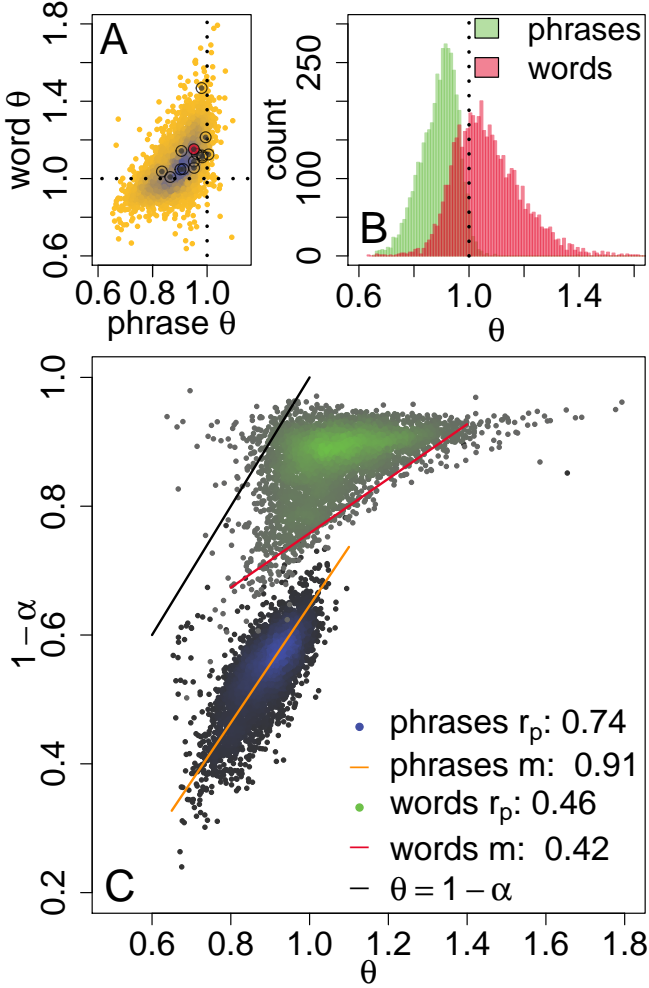 A
1.8
1.4
1.0
0.6
word θ
0.6 0.8 1.0
phrase θ
B
phrases
words
250
100
0
count
0.6 1.0 1.4
θ
C
1.0
0.8
0.6
0.4
0.2
1 − α
phrases rp: 0.74
phrases m: 0.91
words rp: 0.46
words m: 0.42
θ = 1 − α
0.6 0.8 1.0 1.2 1.4 1.6 1.8
θ